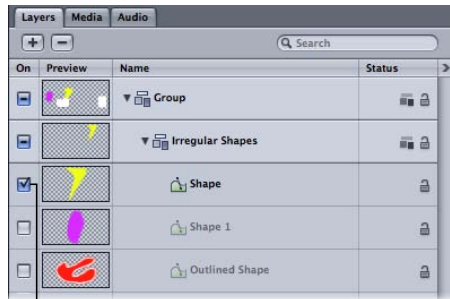 Layers Media Audio
Search
On Preview Name Status
Group
Irregular Shapes
Shape
Shape 1
Outlined Shape